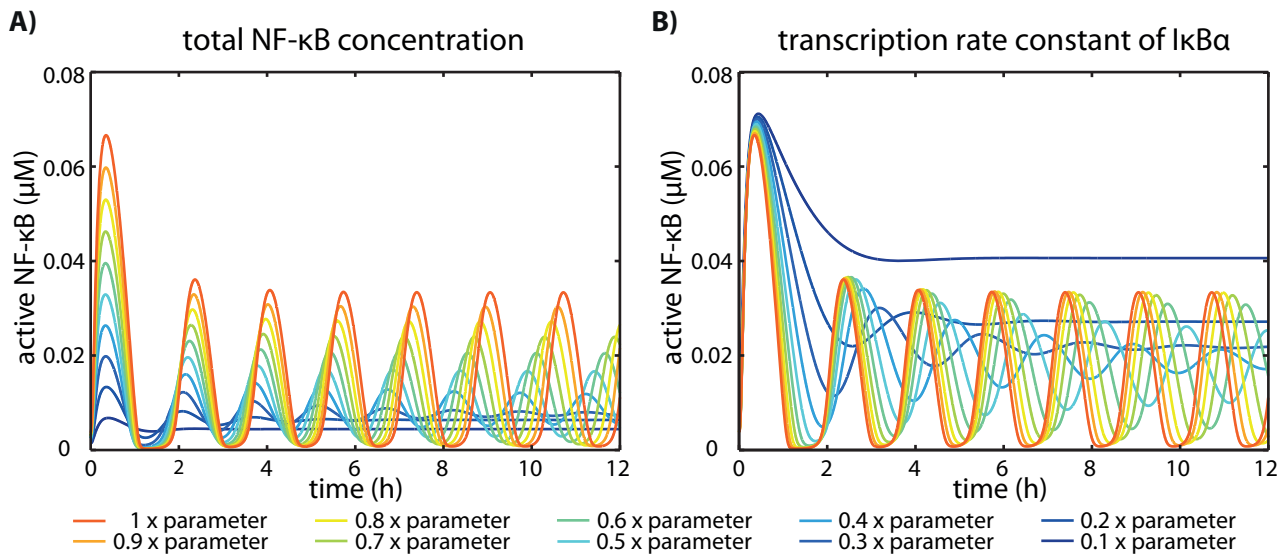 A)
total NF-κB concentration
active NF-κB (μM)
0.08
0.06
0.04
0.02
0
0 2 4 6 8 10 12
time (h)
B)
transcription rate constant of IκBα
active NF-κB (μM)
0.08
0.06
0.04
0.02
0
0 2 4 6 8 10 12
time (h)
1 x parameter
0.9 x parameter
0.8 x parameter
0.7 x parameter
0.6 x parameter
0.5 x parameter
0.4 x parameter
0.3 x parameter
0.2 x parameter
0.1 x parameter